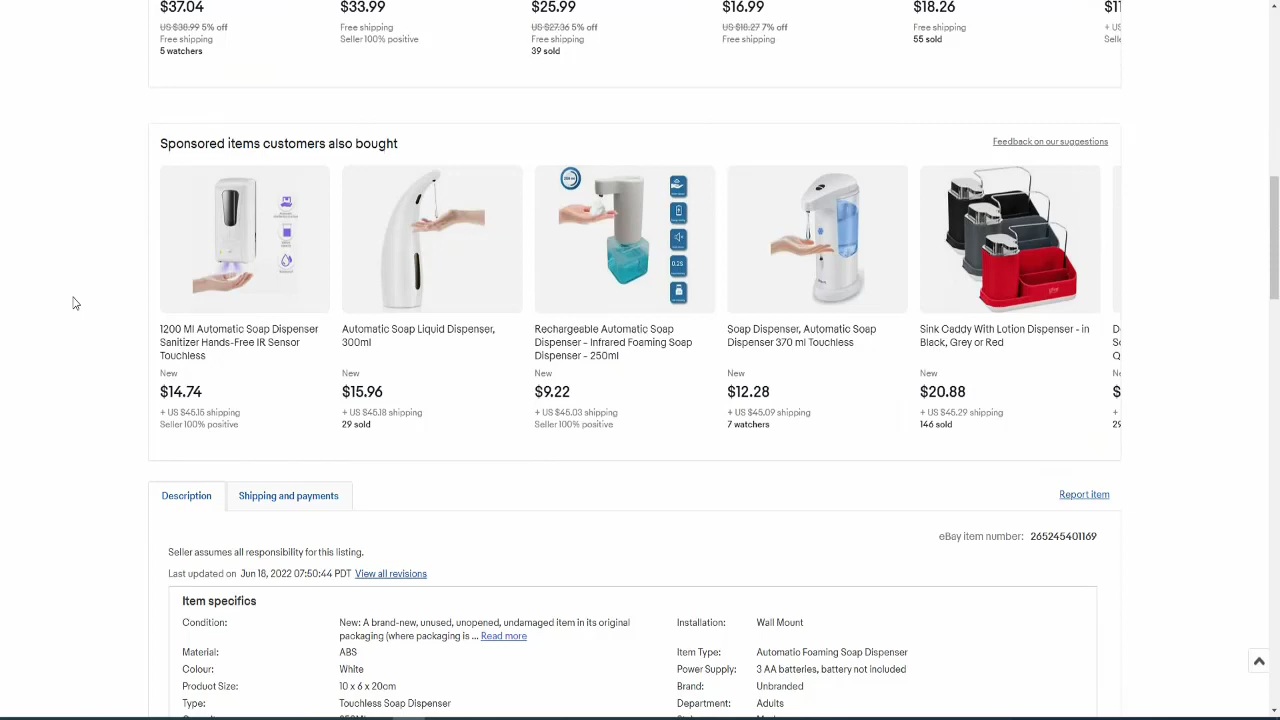 $37.04 $33.99 $25.99 $16.99 $18.26
US $38.99 5% off Free shipping US $27.36 5% off US $18.27 7% off Free shipping + US
Free shipping Seller 100% positive Free shipping Free shipping 55 sold
5 watchers 39 sold
Sponsored items customers also bought
Feedback on our suggestions
1200 Ml Automatic Soap Dispenser
Sanitizer Hands-Free IR Sensor
Touchless
New
$14.74
+ US $45.15 shipping
Seller 100% positive
Automatic Soap Liquid Dispenser,
300ml
New
$15.96
+ US $45.18 shipping
29 sold
Rechargeable Automatic Soap
Dispenser - Infrared Foaming Soap
Dispenser - 250ml
New
$9.22
+ US $45.03 shipping
Seller 100% positive
Soap Dispenser, Automatic Soap
Dispenser 370 ml Touchless
New
$12.28
+ US $45.09 shipping
7 watchers
Sink Caddy With Lotion Dispenser - in
Black, Grey or Red
New
$20.88
+ US $45.29 shipping
146 sold
Description Shipping and payments
Report item
eBay item number: 265245401169
Seller assumes all responsibility for this listing.
Last updated on Jun 18, 2022 07:50:44 PDT View all revisions
Item specifics
Condition: New: A brand-new, unused, unopened, undamaged item in its original
packaging (where packaging is ... Read more
Installation: Wall Mount
Material: ABS
Item Type: Automatic Foaming Soap Dispenser
Colour: White
Power Supply: 3 AA batteries, battery not included
Product Size: 10 x 6 x 20cm
Brand: Unbranded
Type: Touchless Soap Dispenser
Department: Adults